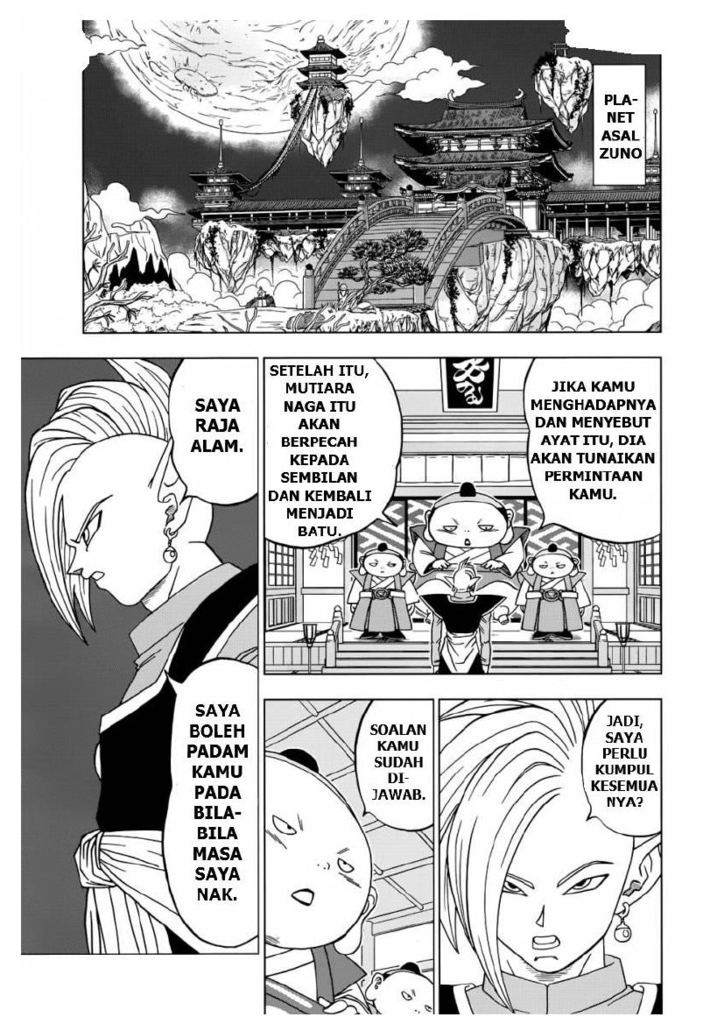 PLA-
NET
ASAL
ZUNO
JIKA KAMU
MENGHADAPNYA
DAN MENYEBUT
AYAT ITU, DIA
AKAN TUNAIKAN
PERMINTAAN
KAMU.
SETELAH ITU,
MUTIARA
NAGA ITU
AKAN
BERPECAH
KEPADA
SEMBILAN
DAN KEMBALI
MENJADI
BATU.
JADI,
SAYA
PERLU
KUMPUL
KESEMUA
NYA?
SOALAN
KAMU
SUDAH
DI-
JAWAB.
SAYA
RAJA
ALAM.
SAYA
BOLEH
PADAM
KAMU
PADA
BILA-
BILA
MASA
SAYA
NAK.